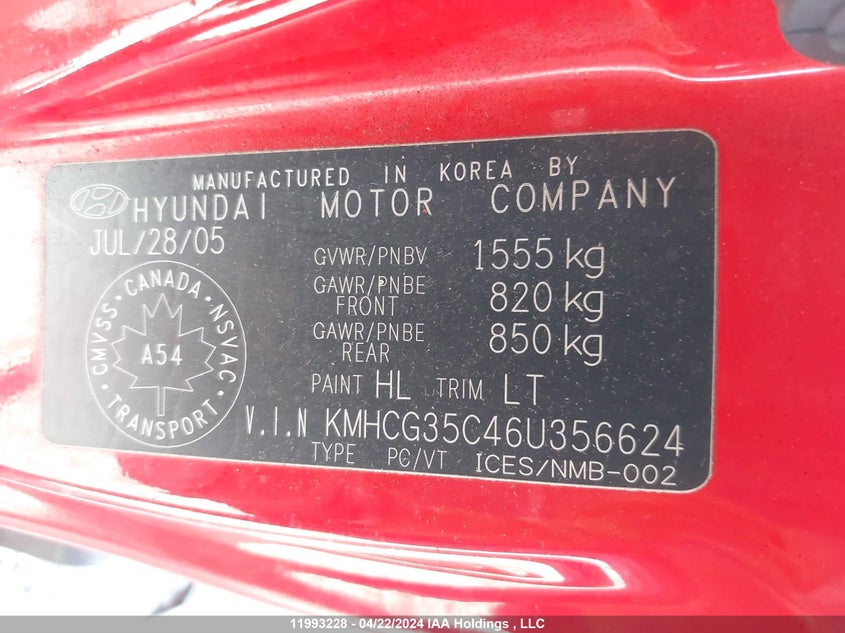 MANUFACTURED IN KOREA BY
HYUNDAI MOTOR COMPANY
JUL/28/05
GVWR/PNBV 1555 kg
GAWR/PNBE FRONT 820 kg
GAWR/PNBE REAR 850 kg
CANADA
CMVSS
NSVAC
A54
TRANSPORT
PAINT HL TRIM LT
V.I.N KMHCG35C46U356624
TYPE PC/VT ICES/NMB-002
11993228 - 04/22/2024 IAA Holdings, LLC